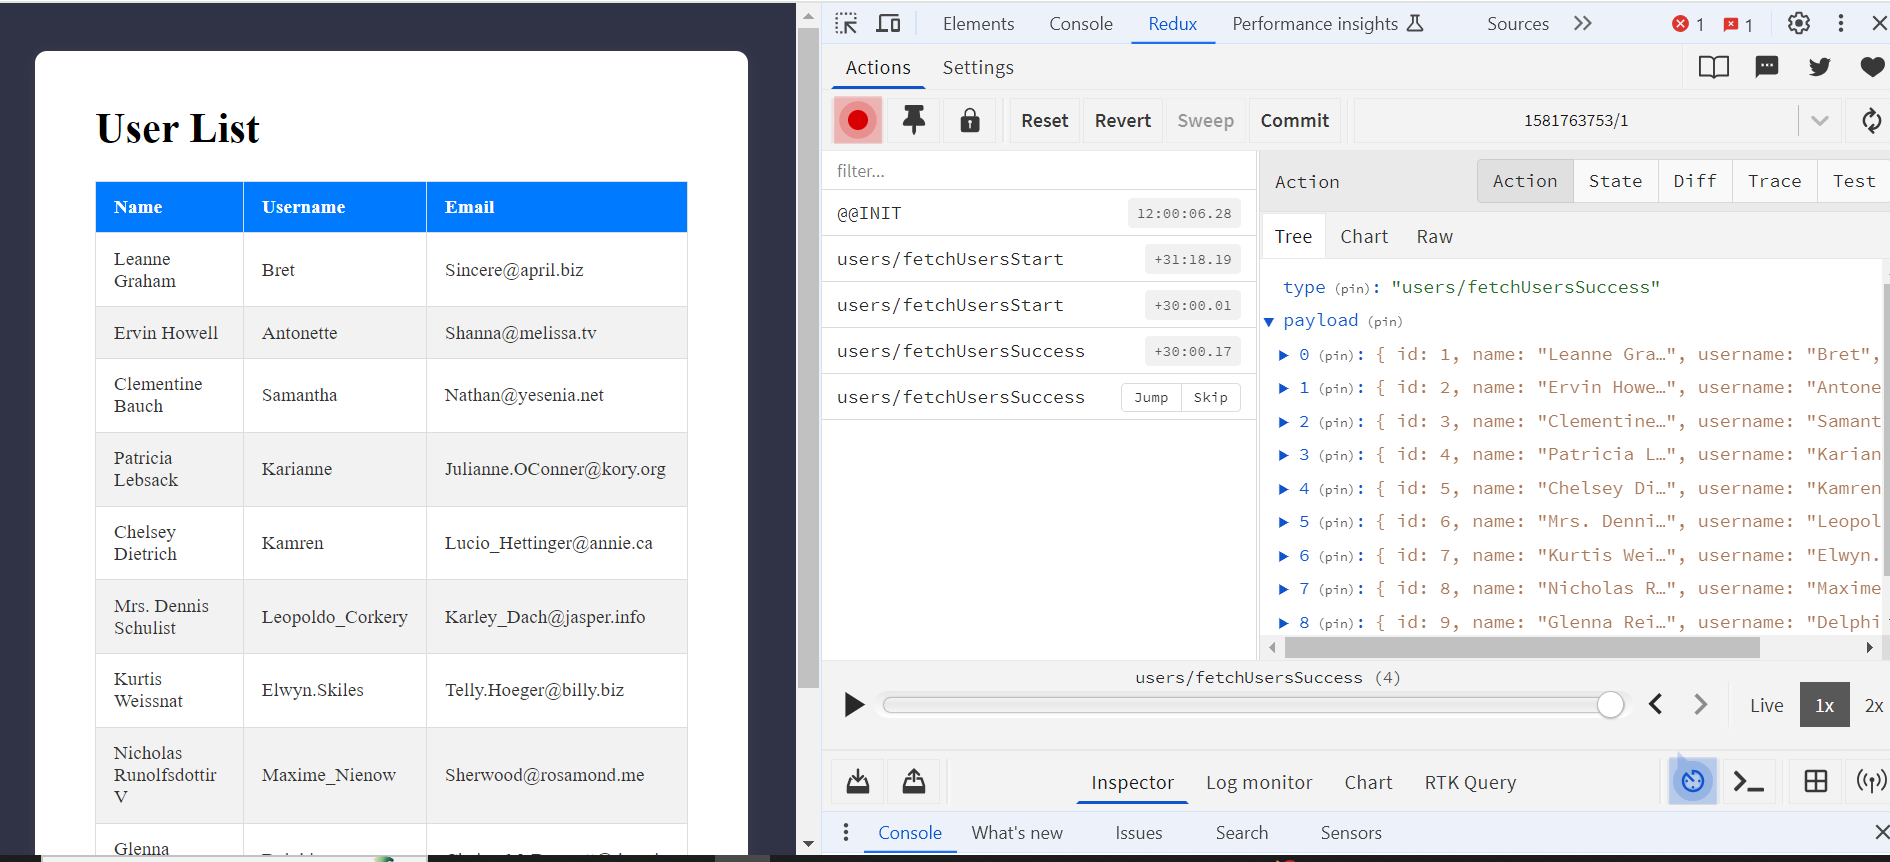 User List
Name Username Email
Leanne Graham Bret Sincere@april.biz
Ervin Howell Antonette Shanna@melissa.tv
Clementine Bauch Samantha Nathan@yesenia.net
Patricia Lebsack Karianne Julianne.OConner@kory.org
Chelsey Dietrich Kamren Lucio_Hettinger@annie.ca
Mrs. Dennis Schulist Leopoldo_Corkery Karley_Dach@jasper.info
Kurtis Weissnat Elwyn.Skiles Telly.Hoeger@billy.biz
Nicholas Runolfsdottir V Maxime_Nienow Sherwood@rosamond.me
Glenna
Elements Console Redux Performance insights Sources 1 1
Actions Settings
Reset Revert Sweep Commit 1581763753/1
filter...
@@INIT 12:00:06.28
users/fetchUsersStart +31:18.19
users/fetchUsersStart +30:00.01
users/fetchUsersSuccess +30:00.17
users/fetchUsersSuccess Jump Skip
Action Action State Diff Trace Test
Tree Chart Raw
type (pin): "users/fetchUsersSuccess"
payload (pin)
0 (pin): { id: 1, name: "Leanne Gra…", username: "Bret",
1 (pin): { id: 2, name: "Ervin Howe…", username: "Antone
2 (pin): { id: 3, name: "Clementine…", username: "Samant
3 (pin): { id: 4, name: "Patricia L…", username: "Karian
4 (pin): { id: 5, name: "Chelsey Di…", username: "Kamren
5 (pin): { id: 6, name: "Mrs. Denni…", username: "Leopol
6 (pin): { id: 7, name: "Kurtis Wei…", username: "Elwyn.
7 (pin): { id: 8, name: "Nicholas R…", username: "Maxime
8 (pin): { id: 9, name: "Glenna Rei…", username: "Delphi
users/fetchUsersSuccess (4)
Live 1x 2x
Inspector Log monitor Chart RTK Query
Console What's new Issues Search Sensors